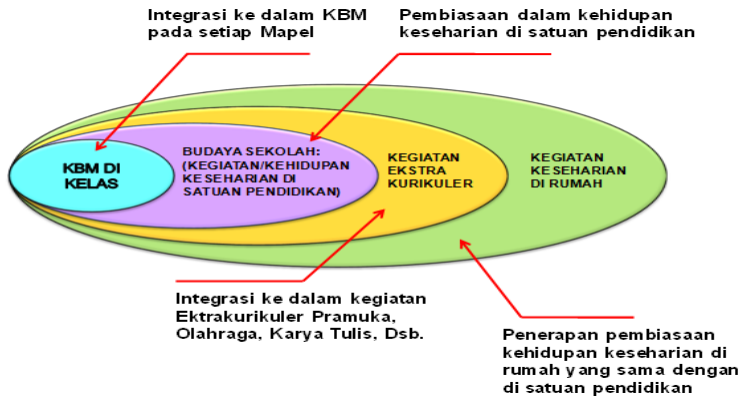 Integrasi ke dalam KBM
pada setiap Mapel
Pembiasaan dalam kehidupan
keseharian di satuan pendidikan
KBM DI
KELAS
BUDAYA SEKOLAH:
(KEGIATAN/KEHIDUPAN
KESEHARIAN DI
SATUAN PENDIDIKAN)
KEGIATAN
EKSTRA
KURIKULER
KEGIATAN
KESEHARIAN
DI RUMAH
Integrasi ke dalam kegiatan
Ektrakurikuler Pramuka,
Olahraga, Karya Tulis, Dsb.
Penerapan pembiasaan
kehidupan keseharian di
rumah yang sama dengan
di satuan pendidikan